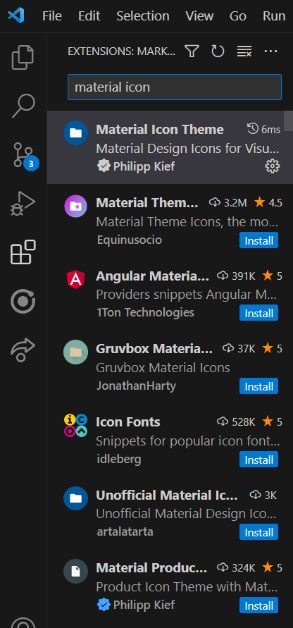 File Edit Selection View Go Run
EXTENSIONS: MARK...
material icon
Material Icon Theme 6ms
Material Design Icons for Visu...
Philipp Kief
Material Them... 3.2M 4.5
Material Theme Icons, the mo...
Equinusocio Install
Angular Materia... 391K 5
Providers snippets Angular M...
1Ton Technologies Install
Gruvbox Materia... 37K 5
Gruvbox Material Icons
JonathanHarty Install
Icon Fonts 528K 5
Snippets for popular icon font...
idleberg Install
Unofficial Material Ic... 3K
Unofficial Material Design Ico...
artalatarta Install
Material Produc... 324K 5
Product Icon Theme with Mat...
Philipp Kief Install
3